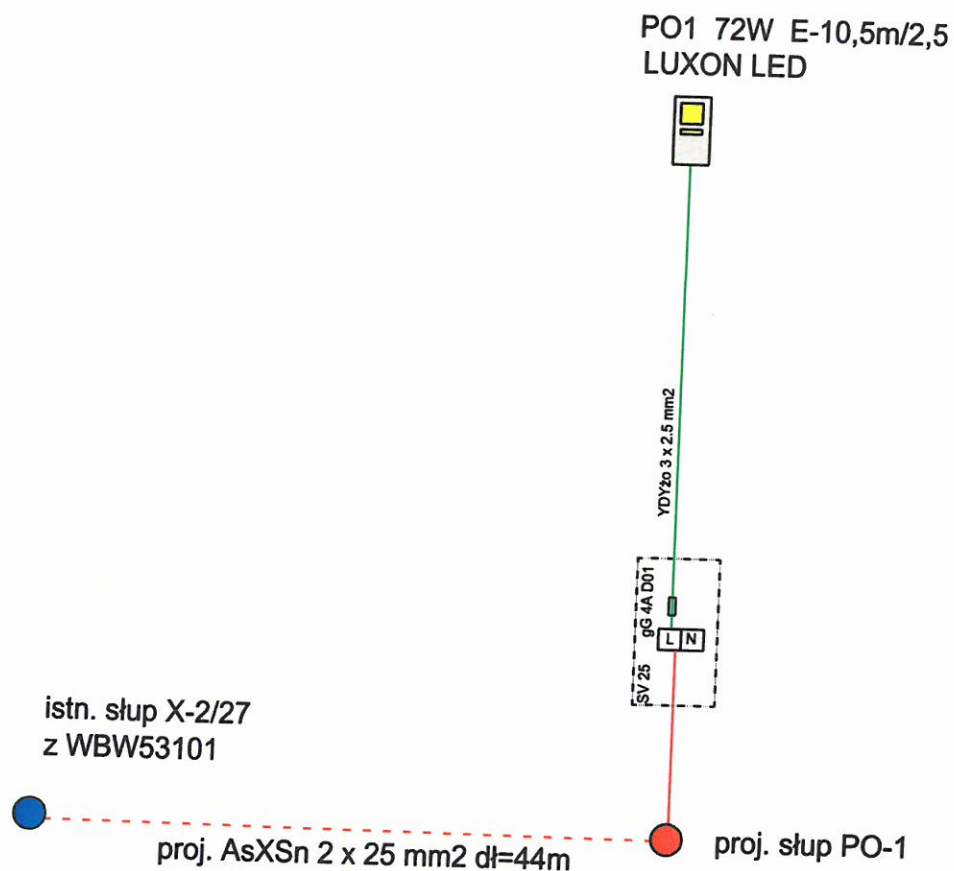 PO1 72W E-10,5m/2,5
LUXON LED
YDYżo 3 x 2.5 mm2
gG 4A D01
L N
SV 25
istn. słup X-2/27
z WBW53101
proj. AsXSn 2 x 25 mm2 dł=44m
proj. słup PO-1